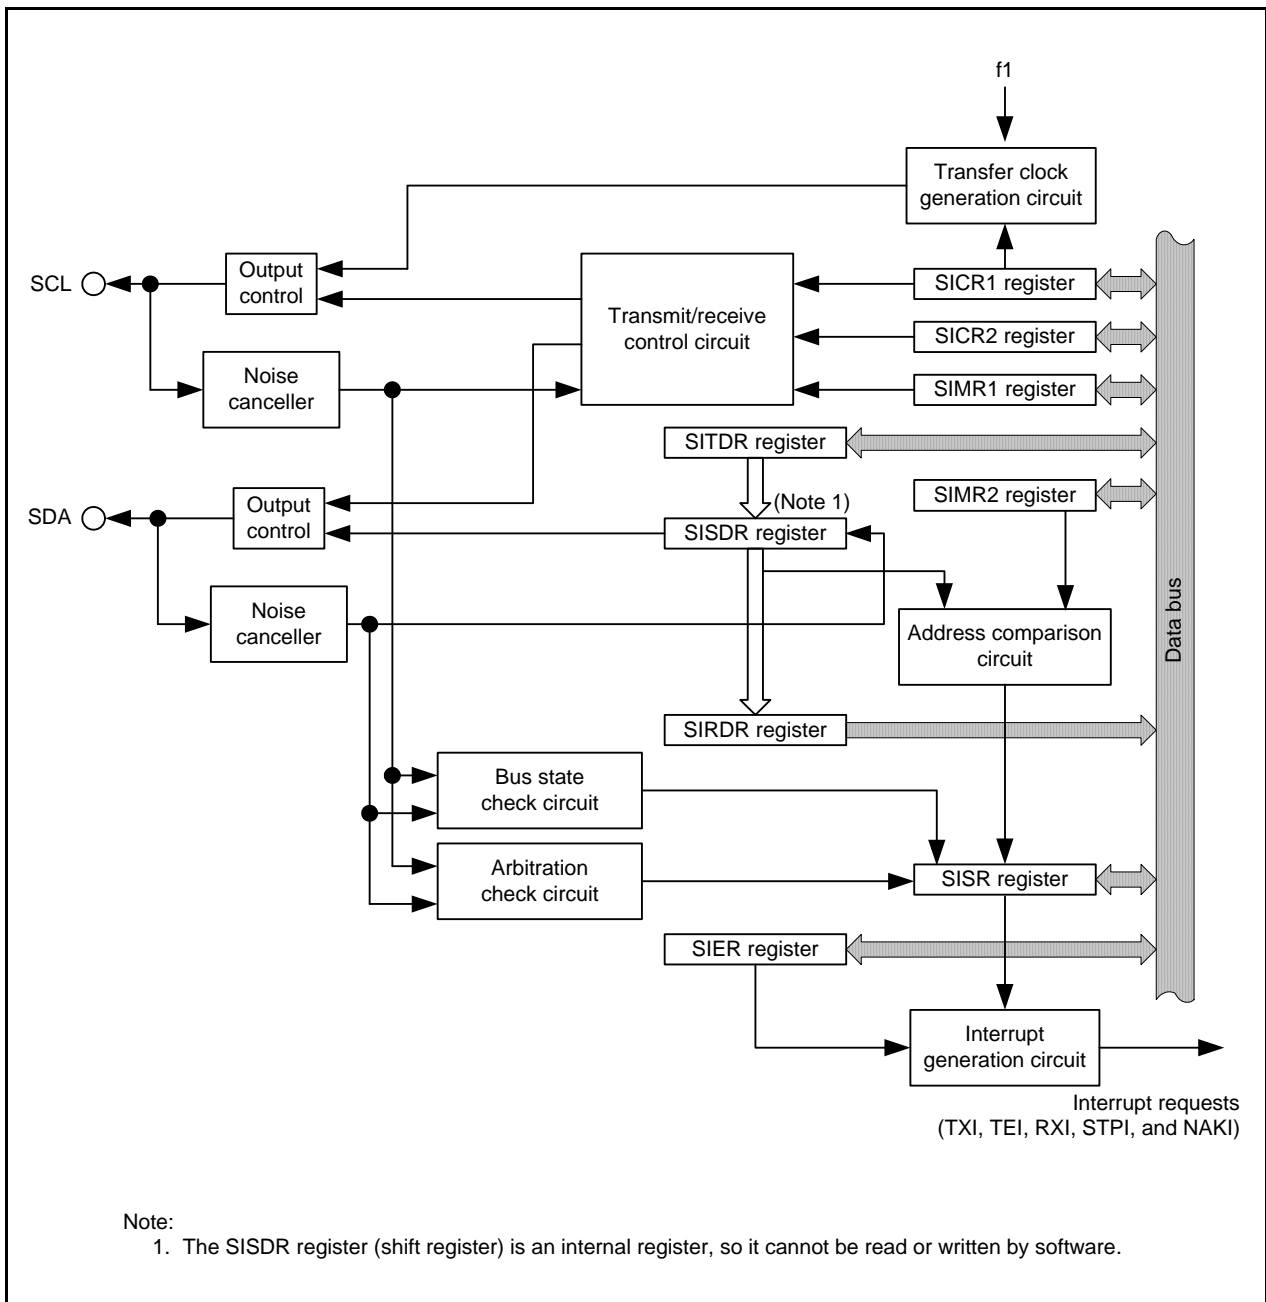 f1
Transfer clock
generation circuit
SCL
Output
control
Transmit/receive
control circuit
SICR1 register
SICR2 register
SIMR1 register
Noise
canceller
SITDR register
SIMR2 register
(Note 1)
SDA
Output
control
SISDR register
Data bus
Noise
canceller
Address comparison
circuit
SIRDR register
Bus state
check circuit
Arbitration
check circuit
SISR register
SIER register
Interrupt
generation circuit
Interrupt requests
(TXI, TEI, RXI, STPI, and NAKI)
Note:
1. The SISDR register (shift register) is an internal register, so it cannot be read or written by software.